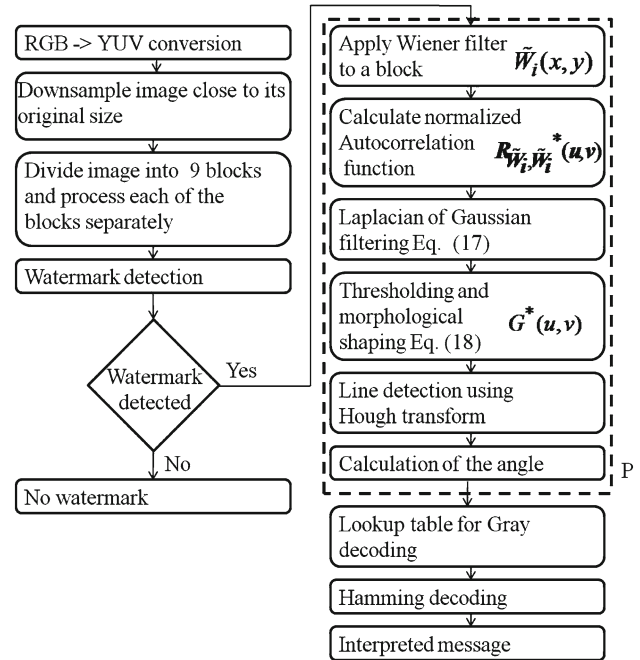 RGB -> YUV conversion
Downsample image close to its
original size
Divide image into 9 blocks
and process each of the
blocks separately
Watermark detection
Watermark
detected
Yes
No
No watermark
Apply Wiener filter
to a block W̃ᵢ(x, y)
Calculate normalized
Autocorrelation
function R_{W̃ᵢ,W̃ᵢ}*(u,v)
Laplacian of Gaussian
filtering Eq. (17)
Thresholding and
morphological
shaping Eq. (18) G*(u,v)
Line detection using
Hough transform
Calculation of the angle
P
Lookup table for Gray
decoding
Hamming decoding
Interpreted message